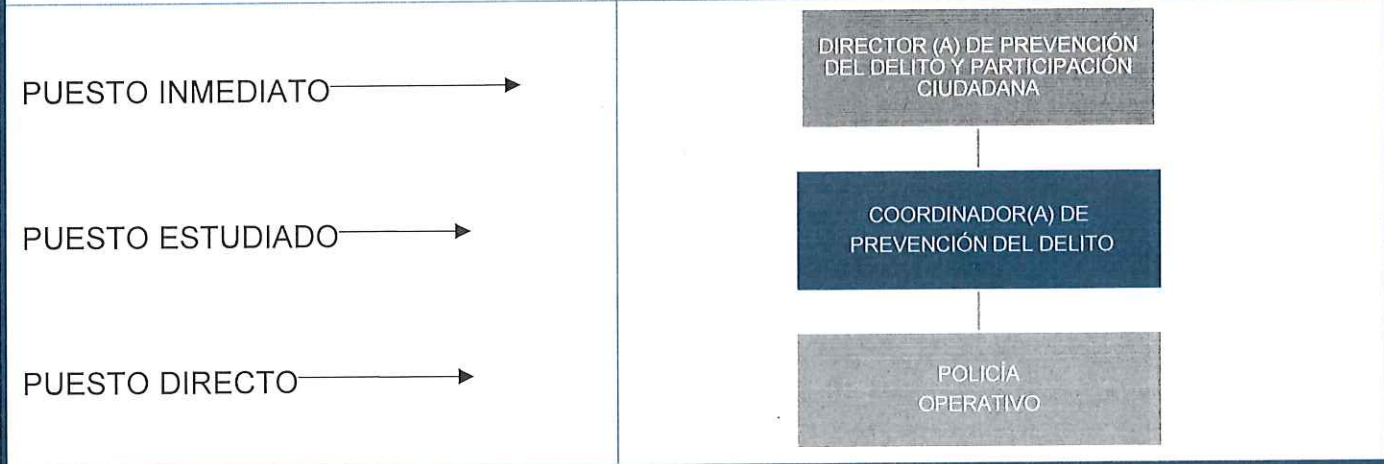 PUESTO INMEDIATO
DIRECTOR (A) DE PREVENCIÓN
DEL DELITO Y PARTICIPACIÓN
CIUDADANA
PUESTO ESTUDIADO
COORDINADOR(A) DE
PREVENCIÓN DEL DELITO
PUESTO DIRECTO
POLICÍA
OPERATIVO